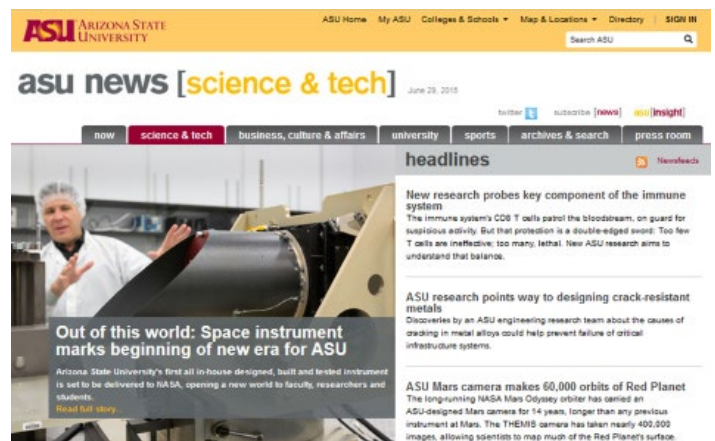 ASU ARIZONA STATE
UNIVERSITY
ASU Home My ASU Colleges & Schools Map & Locations Directory SIGN IN
Search ASU
asu news [science & tech] June 29, 2015
twitter subscribe [news] asu [insight]
now science & tech business, culture & affairs university sports archives & search press room
Out of this world: Space instrument
marks beginning of new era for ASU
Arizona State University's first all in-house designed, built and tested instrument
is set to be delivered to NASA, opening a new world to faculty, researchers and
students.
Read full story...
headlines Newsfeeds
New research probes key component of the immune
system
The immune system's CD8 T cells patrol the bloodstream, on guard for
suspicious activity. But that protection is a double-edged sword: Too few
T cells are ineffective; too many, lethal. New ASU research aims to
understand that balance.
ASU research points way to designing crack-resistant
metals
Discoveries by an ASU engineering research team about the causes of
cracking in metal alloys could help prevent failure of critical
infrastructure systems.
ASU Mars camera makes 60,000 orbits of Red Planet
The long-running NASA Mars Odyssey orbiter has carried an
ASU-designed Mars camera for 14 years, longer than any previous
instrument at Mars. The THEMIS camera has taken nearly 400,000
images, allowing scientists to map much of the Red Planet's surface.